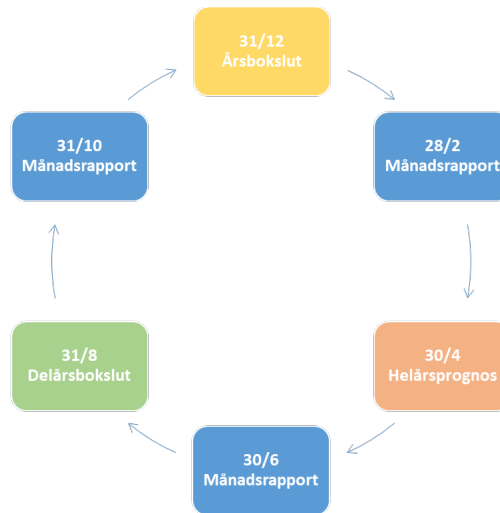 31/12
Årsbokslut
28/2
Månadsrapport
30/4
Helårsprognos
30/6
Månadsrapport
31/8
Delårsbokslut
31/10
Månadsrapport